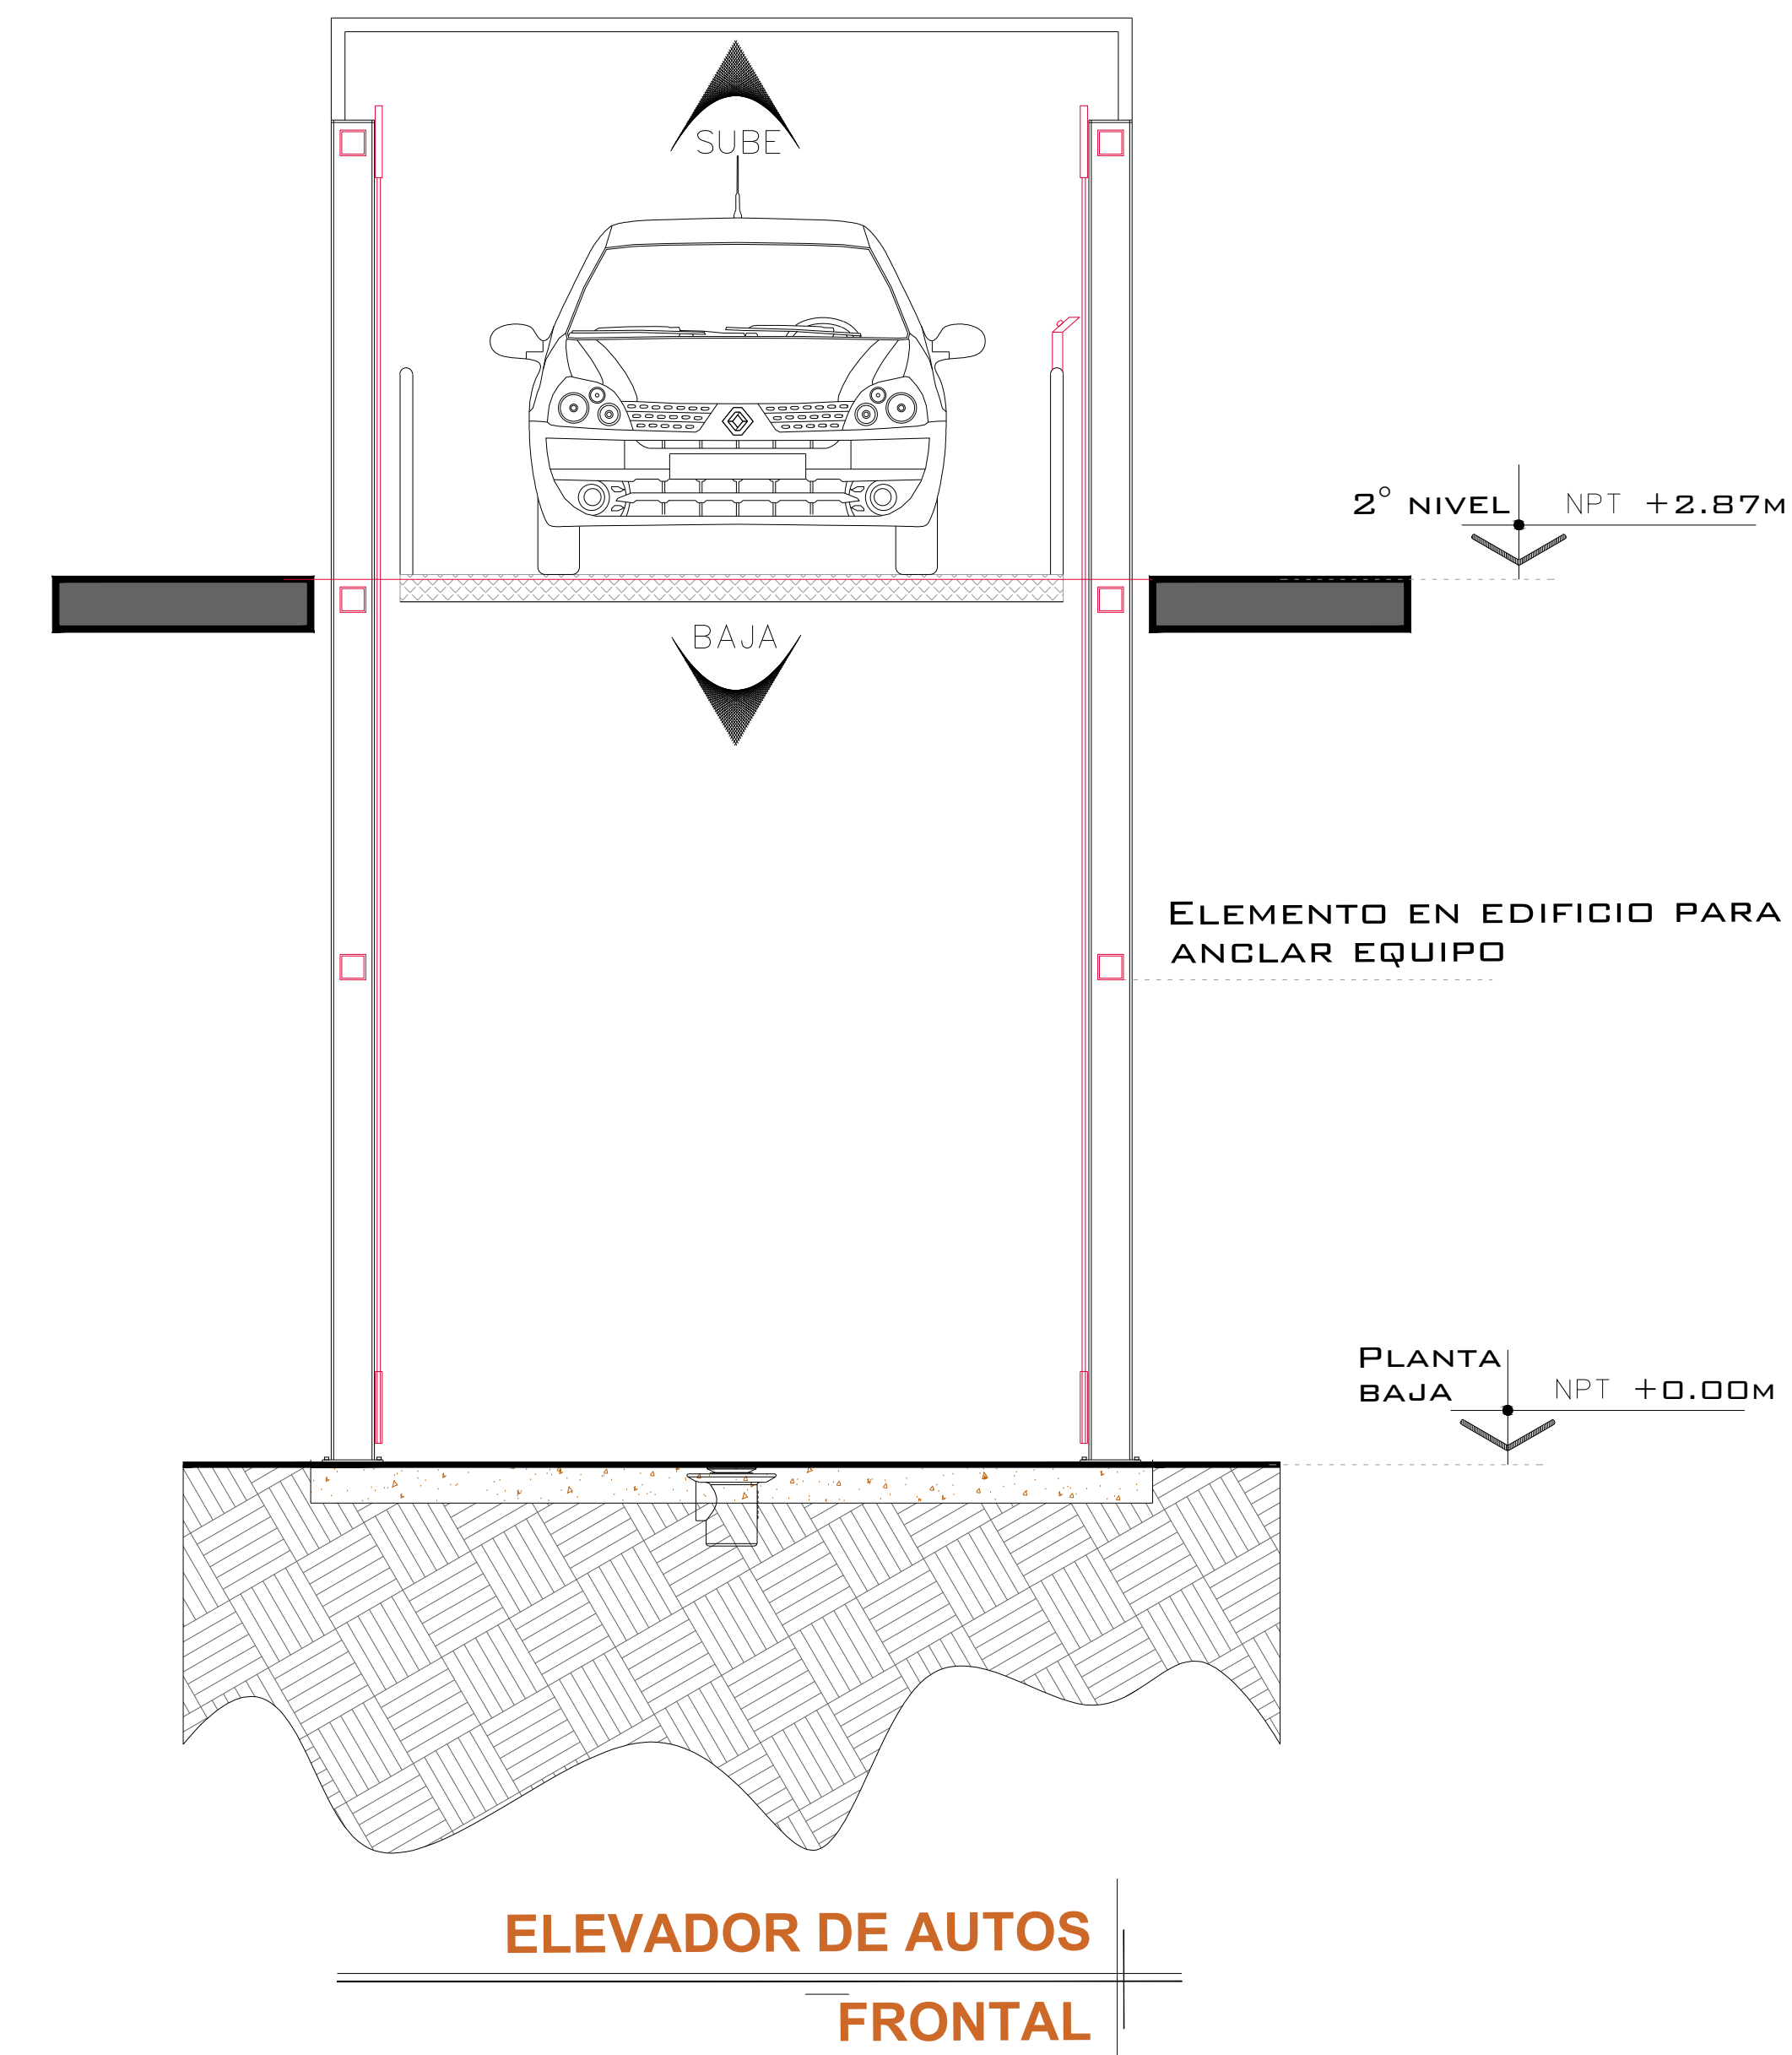 SUBE
2° NIVEL NPT +2.87M
BAJA
ELEMENTO EN EDIFICIO PARA
ANCLAR EQUIPO
PLANTA
BAJA NPT +0.00M
ELEVADOR DE AUTOS
FRONTAL